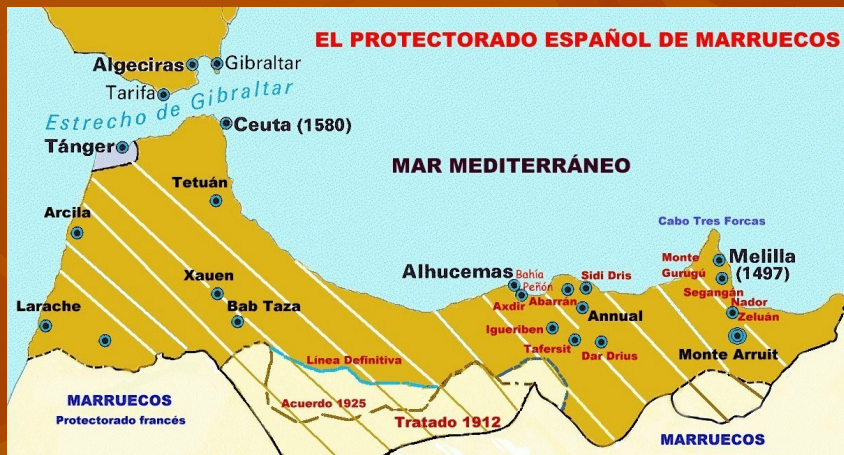 EL PROTECTORADO ESPAÑOL DE MARRUECOS
Algeciras
Gibraltar
Tarifa
Estrecho de Gibraltar
Ceuta (1580)
Tánger
MAR MEDITERRÁNEO
Tetuán
Arcila
Cabo Tres Forcas
Monte
Gurugú
Melilla
(1497)
Xauen
Alhucemas
Bahía
Peñón
Sidi Dris
Segangán
Larache
Bab Taza
Axdir
Abarrán
Annual
Nador
Zeluán
Igueriben
Tafersit
Dar Drius
Monte Arruit
Línea Definitiva
MARRUECOS
Protectorado francés
Acuerdo 1925
Tratado 1912
MARRUECOS